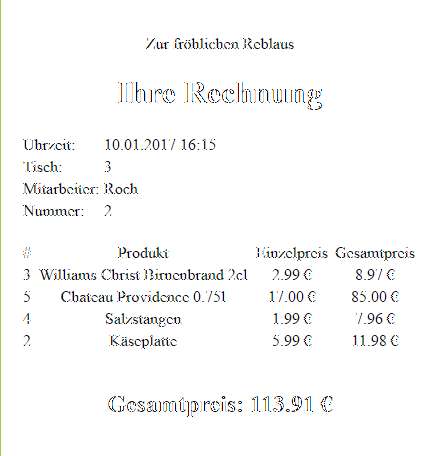 Zur fröhlichen Reblaus
Ihre Rechnung
Uhrzeit: 10.01.2017 16:15
Tisch: 3
Mitarbeiter: Roch
Nummer: 2
# Produkt Einzelpreis Gesamtpreis
3 Williams Christ Birnenbrand 2cl 2.99 € 8.97 €
5 Chateau Providence 0.75l 17.00 € 85.00 €
4 Salzstangen 1.99 € 7.96 €
2 Käseplatte 5.99 € 11.98 €
Gesamtpreis: 113.91 €